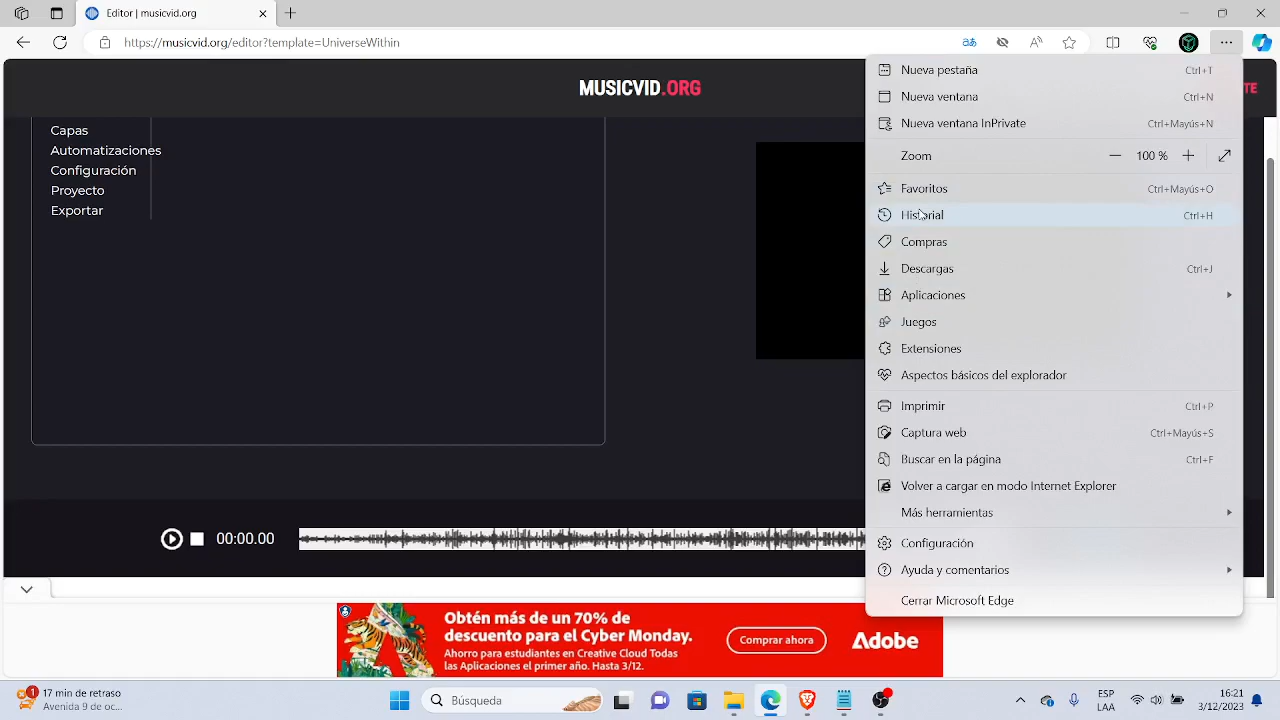 Editor | musicvid.org
https://musicvid.org/editor?template=UniverseWithin
MUSICVID.ORG
TE
Capas
Automatizaciones
Configuración
Proyecto
Exportar
Nueva pestaña Ctrl+T
Nueva ventana Ctrl+N
Nueva ventana InPrivate Ctrl+Mayús+N
Zoom 100 %
Favoritos Ctrl+Mayús+O
Historial Ctrl+H
Compras
Descargas Ctrl+J
Aplicaciones
Juegos
Extensiones
Aspectos básicos del explorador
Imprimir Ctrl+P
Captura web Ctrl+Mayús+S
Buscar en la página Ctrl+F
Volver a cargar en modo Internet Explorer
Más herramientas
Configuración
Ayuda y comentarios
Cerrar Microsoft Edge
00:00.00
Obtén más de un 70% de
descuento para el Cyber Monday.
Ahorro para estudiantes en Creative Cloud Todas
las Aplicaciones el primer año. Hasta 3/12.
Comprar ahora
Adobe
1
17 min de retraso
Avenida 9 de s...
Búsqueda
ESP
LAA
16:21
3/12/2023